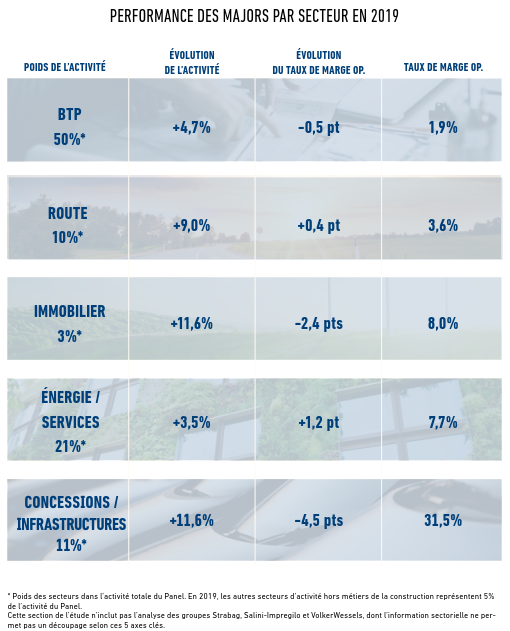 PERFORMANCE DES MAJORS PAR SECTEUR EN 2019
POIDS DE L'ACTIVITÉ
ÉVOLUTION
DE L'ACTIVITÉ
ÉVOLUTION
DU TAUX DE MARGE OP.
TAUX DE MARGE OP.
BTP
50%*
+4,7%
−0,5 pt
1,9%
ROUTE
10%*
+9,0%
+0,4 pt
3,6%
IMMOBILIER
3%*
+11,6%
−2,4 pts
8,0%
ÉNERGIE /
SERVICES
21%*
+3,5%
+1,2 pt
7,7%
CONCESSIONS /
INFRASTRUCTURES
11%*
+11,6%
−4,5 pts
31,5%
* Poids des secteurs dans l'activité totale du Panel. En 2019, les autres secteurs d'activité hors métiers de la construction représentent 5%
de l'activité du Panel.
Cette section de l'étude n'inclut pas l'analyse des groupes Strabag, Salini-Impregilo et VolkerWessels, dont l'information sectorielle ne per-
met pas un découpage selon ces 5 axes clés.